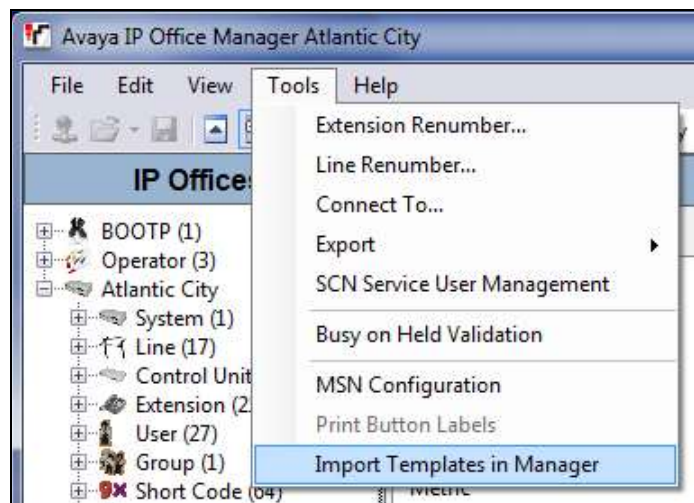 Avaya IP Office Manager Atlantic City
File Edit View Tools Help
IP Offices
BOOTP (1)
Operator (3)
Atlantic City
System (1)
Line (17)
Control Unit
Extension (2
User (27)
Group (1)
Short Code (64)
Extension Renumber...
Line Renumber...
Connect To...
Export
SCN Service User Management
Busy on Held Validation
MSN Configuration
Print Button Labels
Import Templates in Manager
Metric